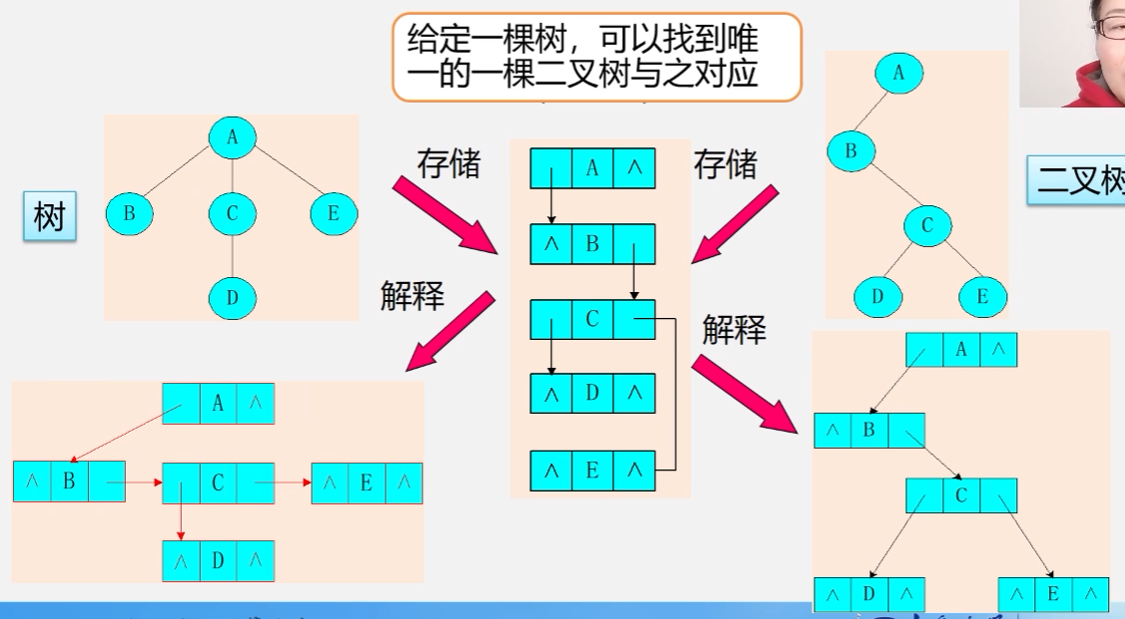 给定一棵树，可以找到唯
一的一棵二叉树与之对应
树
A
B C E
D
存储
存储
A
B
C D E
二叉树
A ∧
∧ B
C
∧ D ∧
∧ E ∧
解释
解释
A ∧
∧ B C ∧ E ∧
∧ D ∧
A ∧
∧ B
C
∧ D ∧ ∧ E ∧